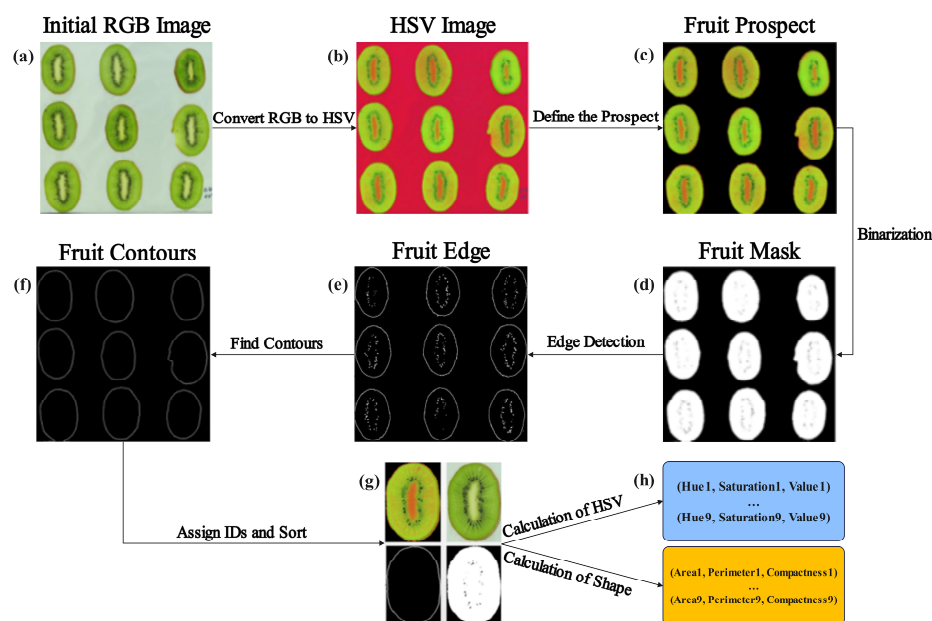 Initial RGB Image
HSV Image
Fruit Prospect
(a)
(b)
(c)
Convert RGB to HSV
Define the Prospect
Binarization
Fruit Contours
Fruit Edge
Fruit Mask
(f)
(e)
(d)
Find Contours
Edge Detection
(g)
(h)
Assign IDs and Sort
Calculation of HSV
Calculation of Shape
(Hue1, Saturation1, Value1)
...
(Hue9, Saturation9, Value9)
(Area1, Perimeter1, Compactness1)
...
(Area9, Perimeter9, Compactness9)